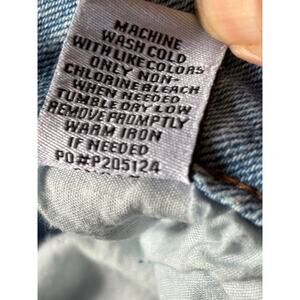 MACHINE
WASH COLD
WITH LIKE COLORS
ONLY NON-
CHLORINE BLEACH
WHEN NEEDED
TUMBLE DRY LOW
REMOVE PROMPTLY
WARM IRON
IF NEEDED
PO#P205124